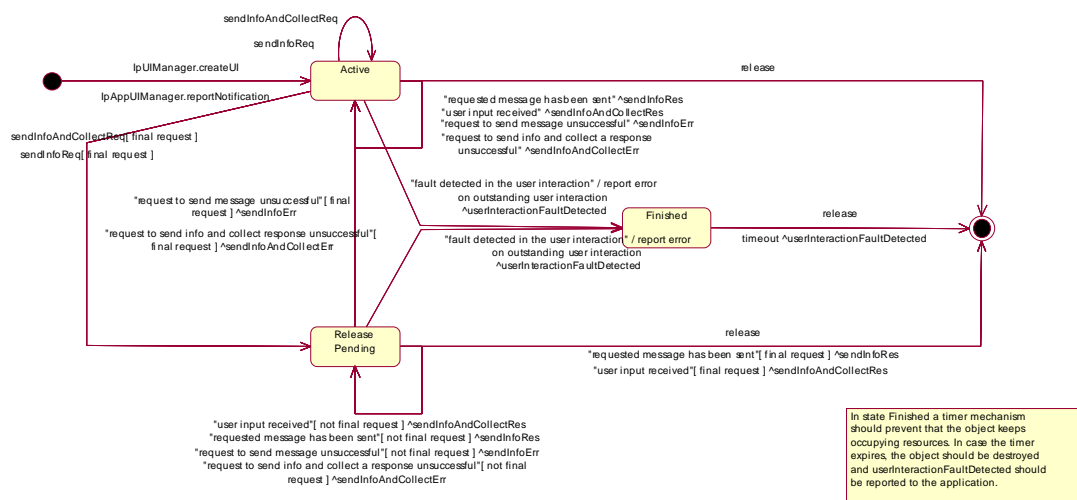 sendInfoAndCollectReq
sendInfoReq
IpUIManager.createUI
Active
release
IpAppUIManager.reportNotification
"requested message has been sent" ^sendInfoRes
"user input received" ^sendInfoAndCollectRes
"request to send message unsuccessful" ^sendInfoErr
"request to send info and collect a response
unsuccessful" ^sendInfoAndCollectErr
sendInfoAndCollectReq[ final request ]
sendInfoReq[ final request ]
"fault detected in the user interaction" / report error
on outstanding user interaction
^userInteractionFaultDetected
"request to send message unsuccessful"[ final
request ] ^sendInfoErr
"request to send info and collect response unsuccessful"[
final request ] ^sendInfoAndCollectErr
Finished
release
timeout ^userInteractionFaultDetected
"fault detected in the user interaction" / report error
on outstanding user interaction
^userInteractionFaultDetected
Release
Pending
release
"requested message has been sent"[ final request ] ^sendInfoRes
"user input received"[ final request ] ^sendInfoAndCollectRes
"user input received"[ not final request ] ^sendInfoAndCollectRes
"requested message has been sent"[ not final request ] ^sendInfoRes
"request to send message unsuccessful"[ not final request ] ^sendInfoErr
"request to send info and collect a response unsuccessful"[ not final
request ] ^sendInfoAndCollectErr
In state Finished a timer mechanism
should prevent that the object keeps
occupying resources. In case the timer
expires, the object should be destroyed
and userInteractionFaultDetected should
be reported to the application.